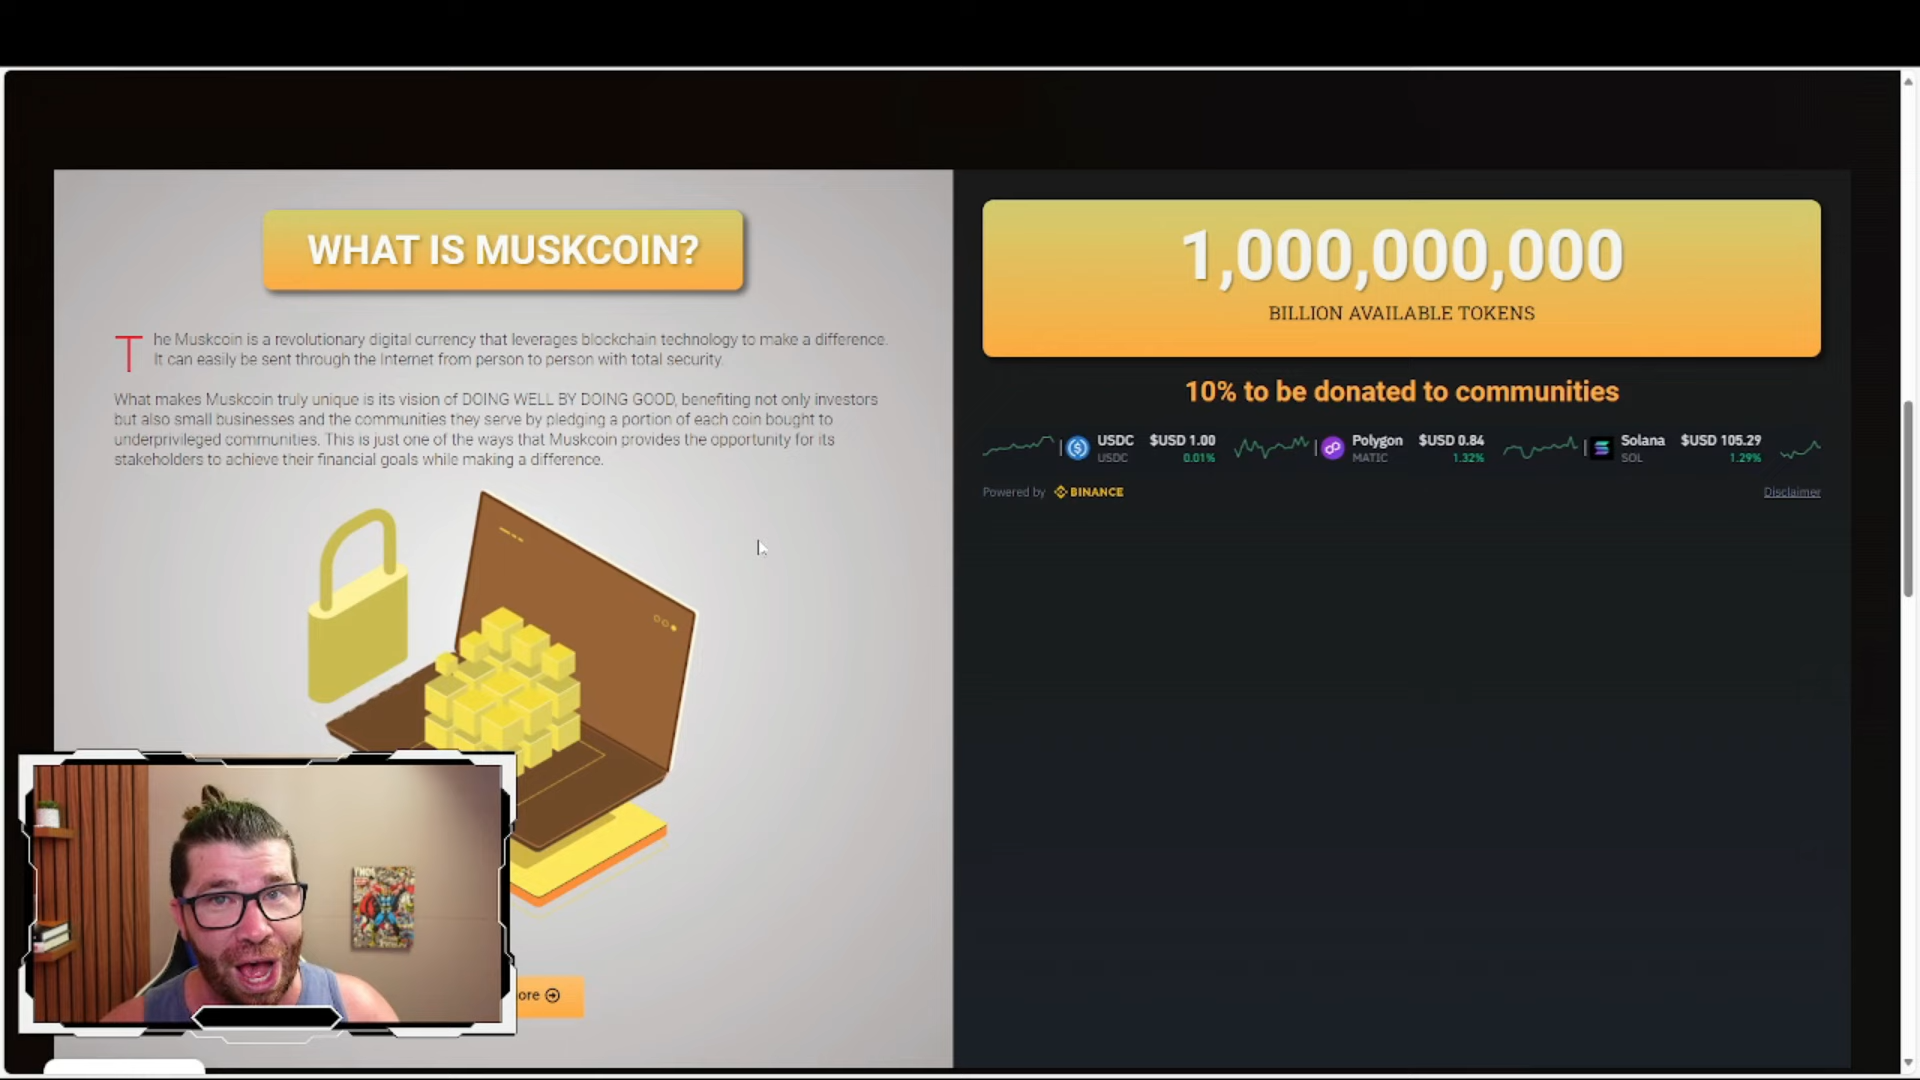 WHAT IS MUSKCOIN?
The Muskcoin is a revolutionary digital currency that leverages blockchain technology to make a difference.
It can easily be sent through the Internet from person to person with total security.
What makes Muskcoin truly unique is its vision of DOING WELL BY DOING GOOD, benefiting not only investors
but also small businesses and the communities they serve by pledging a portion of each coin bought to
underprivileged communities. This is just one of the ways that Muskcoin provides the opportunity for its
stakeholders to achieve their financial goals while making a difference.
ore
1,000,000,000
BILLION AVAILABLE TOKENS
10% to be donated to communities
USDC $USD 1.00 Polygon $USD 0.84 Solana $USD 105.29
USDC 0.01% MATIC 1.32% SOL 1.29%
Powered by BINANCE Disclaimer